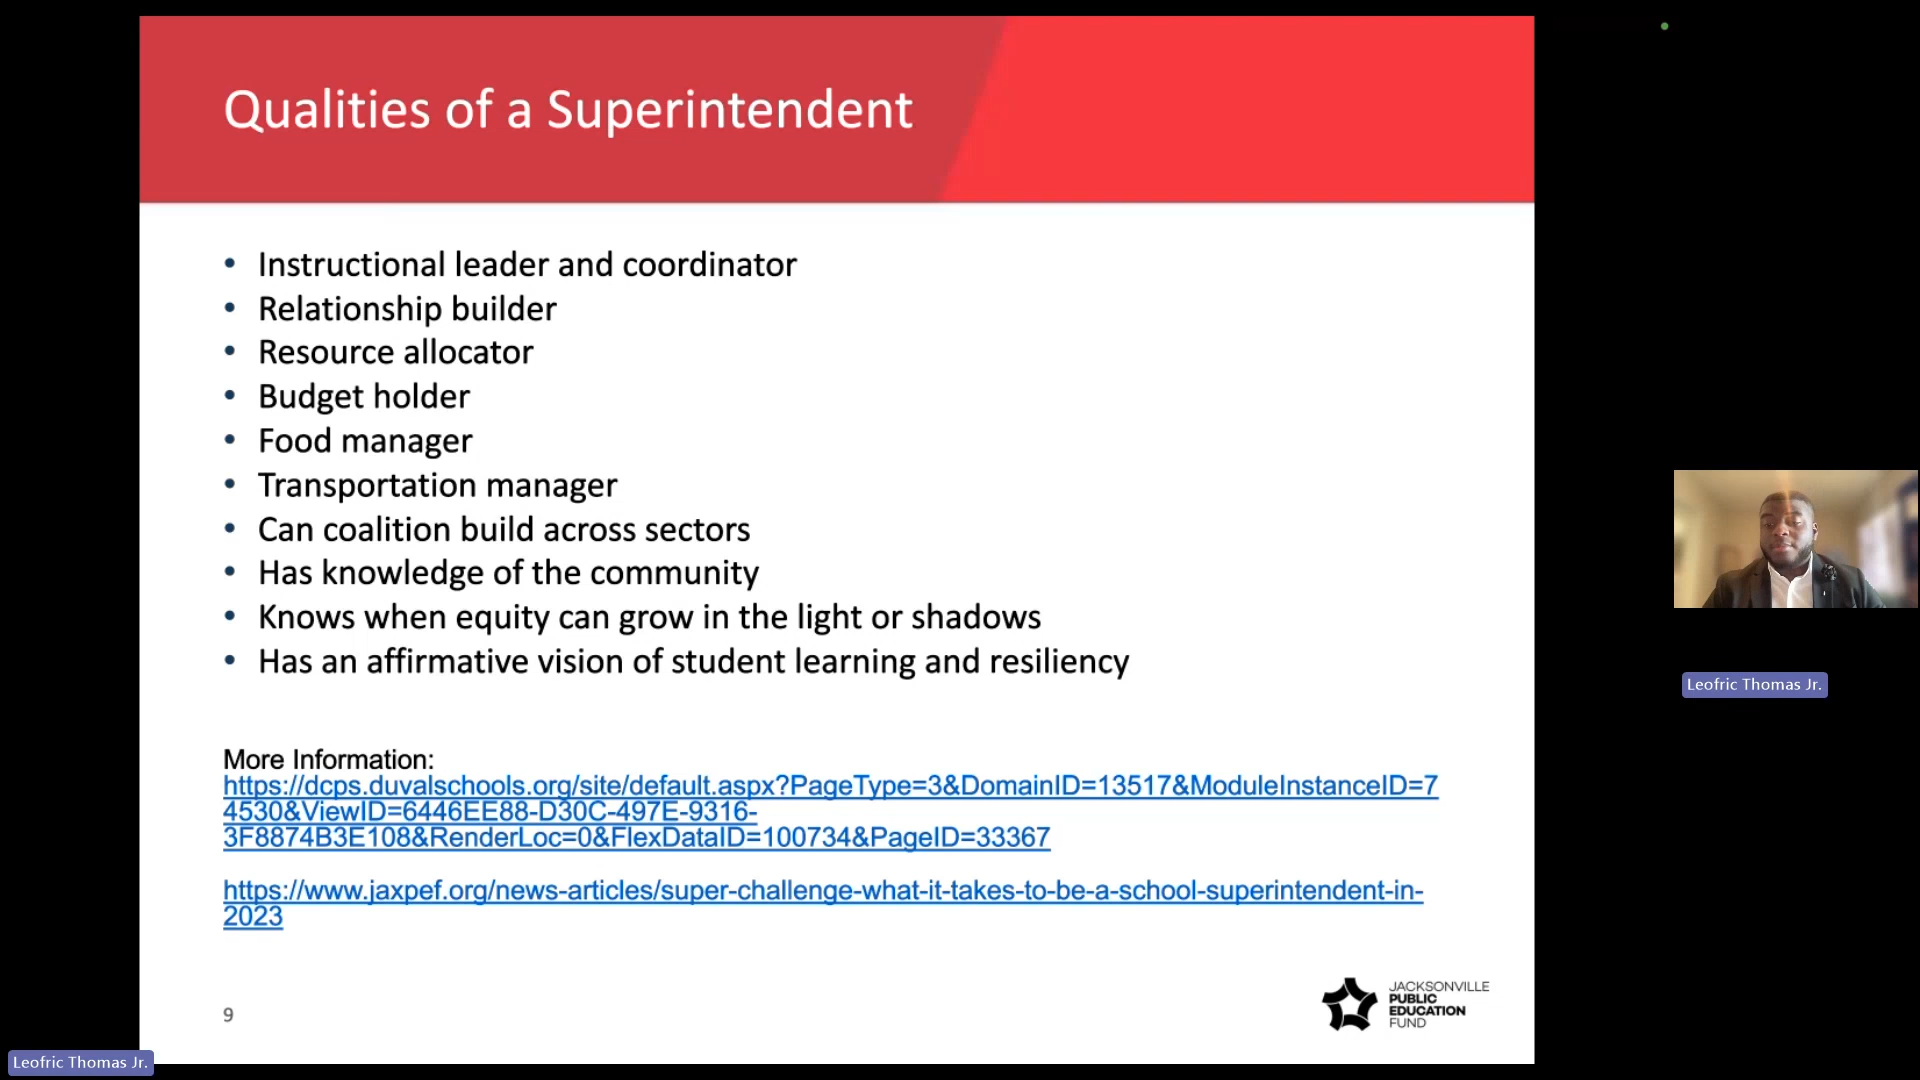 Qualities of a Superintendent
• Instructional leader and coordinator
• Relationship builder
• Resource allocator
• Budget holder
• Food manager
• Transportation manager
• Can coalition build across sectors
• Has knowledge of the community
• Knows when equity can grow in the light or shadows
• Has an affirmative vision of student learning and resiliency
More Information:
https://dcps.duvalschools.org/site/default.aspx?PageType=3&DomainID=13517&ModuleInstanceID=7
4530&ViewID=6446EE88-D30C-497E-9316-
3F8874B3E108&RenderLoc=0&FlexDataID=100734&PageID=33367
https://www.jaxpef.org/news-articles/super-challenge-what-it-takes-to-be-a-school-superintendent-in-
2023
9
JACKSONVILLE
PUBLIC
EDUCATION
FUND
Leofric Thomas Jr.
Leofric Thomas Jr.